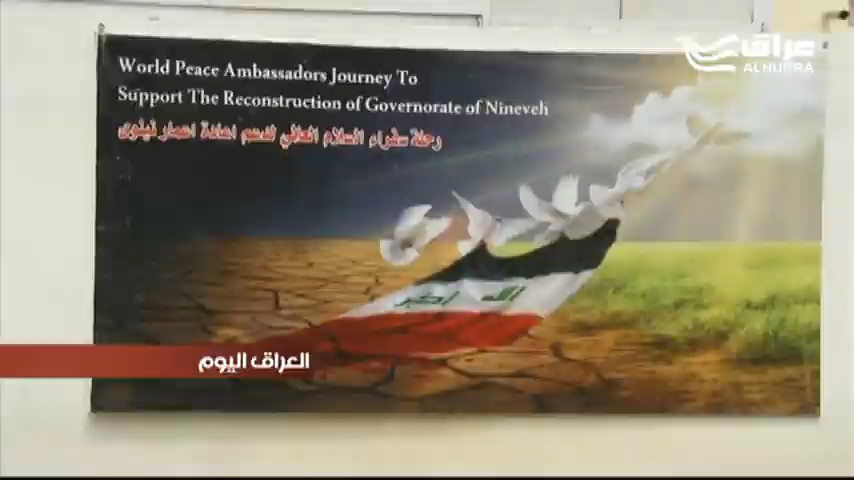 World Peace Ambassadors Journey To
Support The Reconstruction of Governorate of Nineveh
رحلة سفراء السلام العالمي لدعم اعادة اعمار نينوى
الله اكبر
عراق
ALHURRA
العراق اليوم